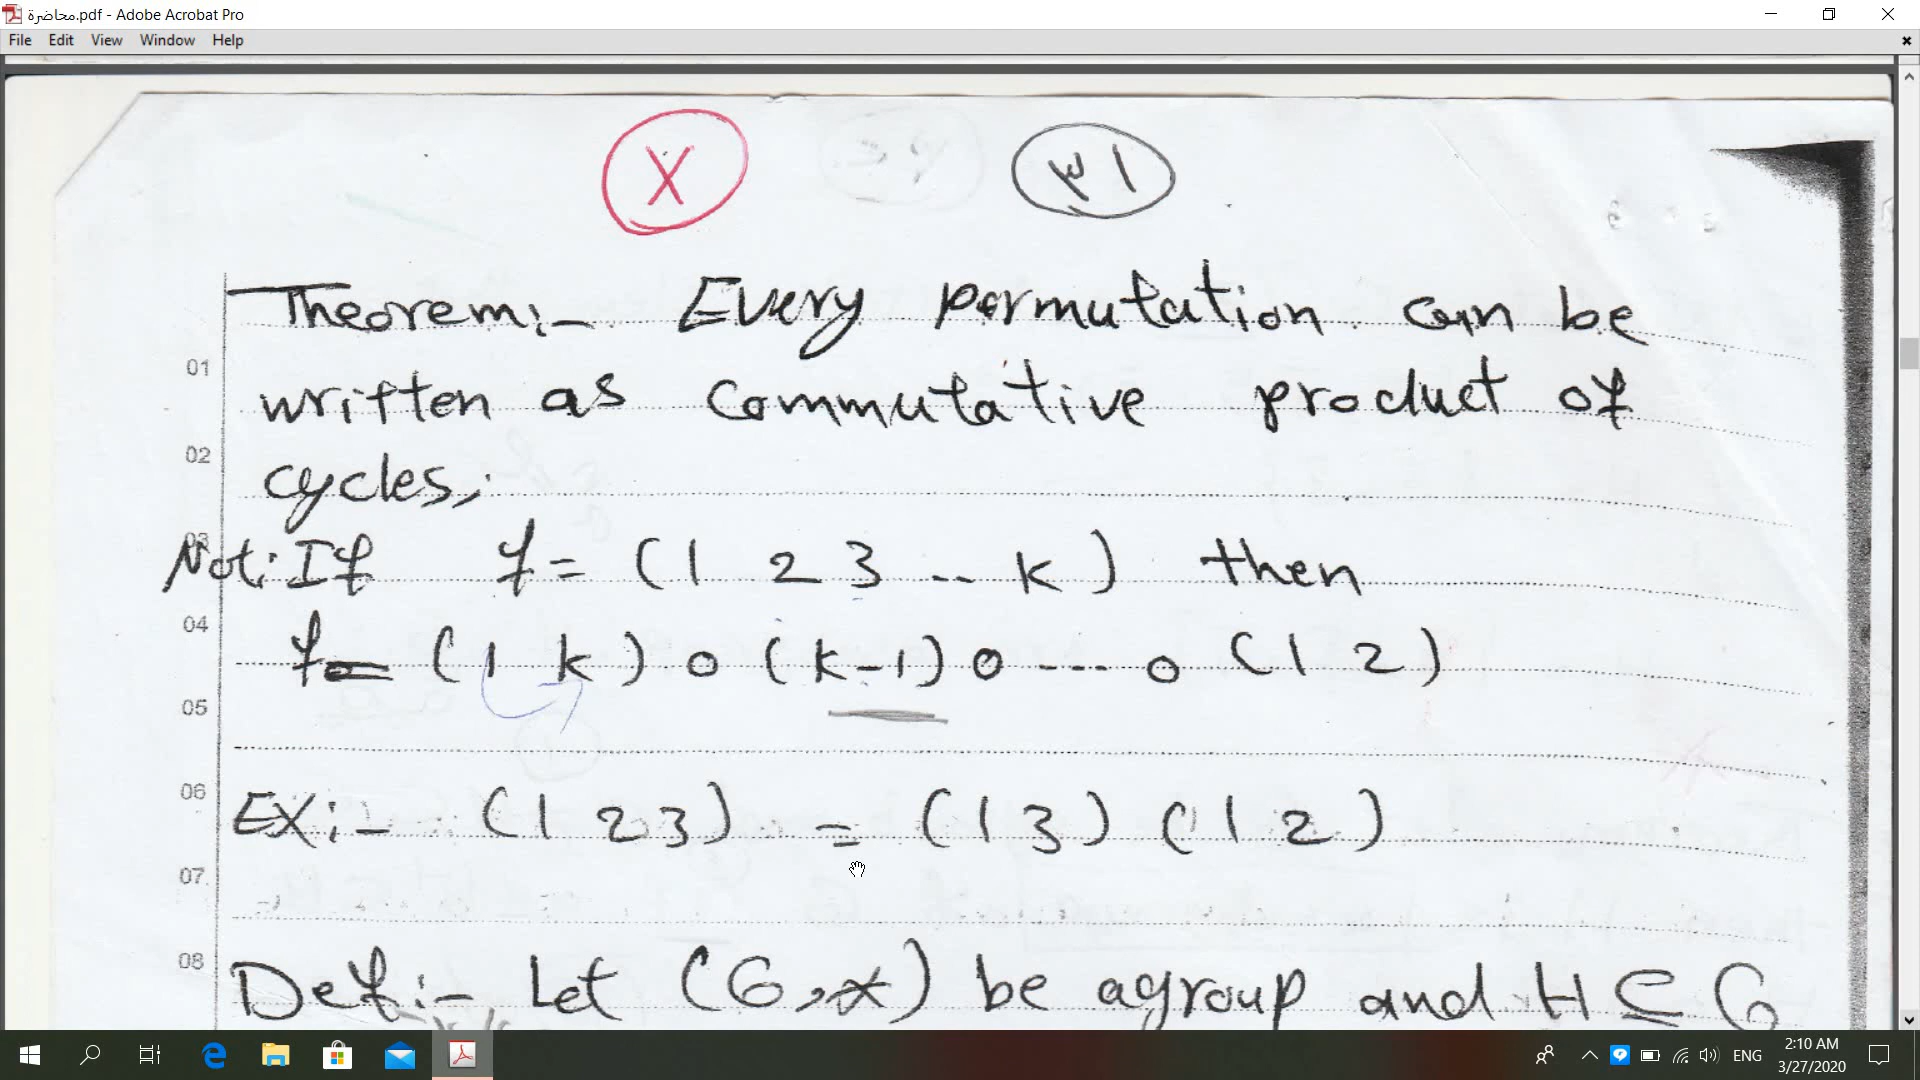 محاضرة.pdf - Adobe Acrobat Pro
File Edit View Window Help
X
٣١
Theorem:- Every permutation can be
01
written as commutative product of
02
cycles.
03
Not: If f = (1 2 3 -- k) then
04
f = (1 k) o (k-1) o --- o (1 2)
05
06
EX:- (1 2 3) = (1 3) (1 2)
07
08
Def:- Let (G,*) be agroup and H ⊆ G
ENG
2:10 AM
3/27/2020